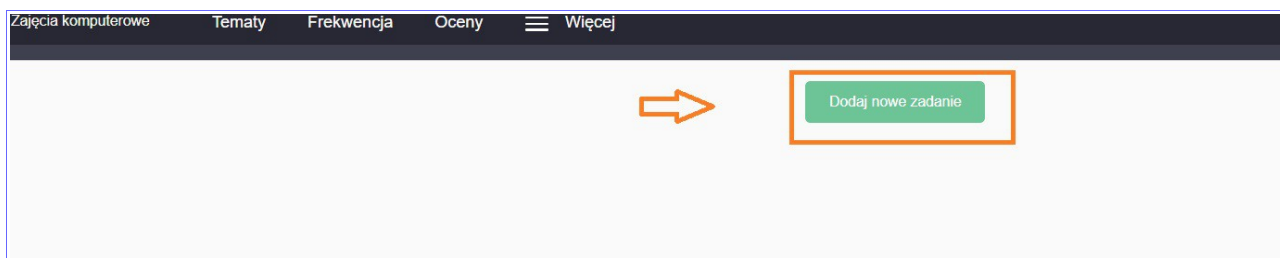 Zajęcia komputerowe Tematy Frekwencja Oceny Więcej
Dodaj nowe zadanie